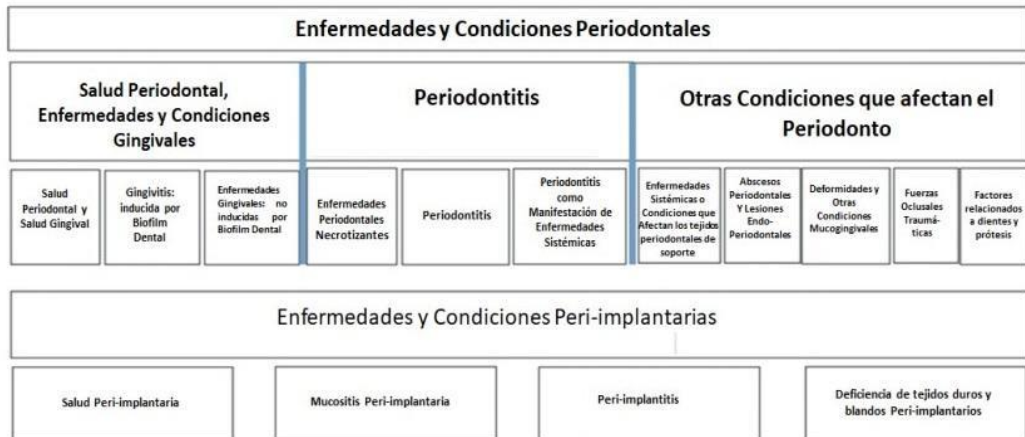 Enfermedades y Condiciones Periodontales
Salud Periodontal,
Enfermedades y Condiciones
Gingivales
Periodontitis
Otras Condiciones que afectan el
Periodonto
Salud
Periodontal y
Salud Gingival
Gingivitis:
inducida por
Biofilm
Dental
Enfermedades
Gingivales: no
inducidas por
Biofilm Dental
Enfermedades
Periodontales
Necrotizantes
Periodontitis
Periodontitis
como
Manifestación de
Enfermedades
Sistémicas
Enfermedades
Sistémicas o
Condiciones que
Afectan los tejidos
periodontales de
soporte
Abscesos
Periodontales
Y Lesiones
Endo-
Periodontales
Deformidades y
Otras
Condiciones
Mucogingivales
Fuerzas
Oclusales
Traumá-
ticas
Factores
relacionados
a dientes y
prótesis
Enfermedades y Condiciones Peri-implantarias
Salud Peri-implantaria
Mucositis Peri-implantaria
Peri-implantitis
Deficiencia de tejidos duros y
blandos Peri-implantarios